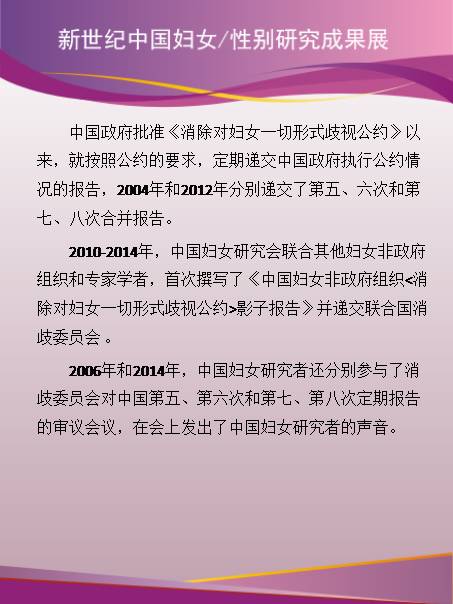 新世纪中国妇女/性别研究成果展
中国政府批准《消除对妇女一切形式歧视公约》以
来，就按照公约的要求，定期递交中国政府执行公约情
况的报告，2004年和2012年分别递交了第五、六次和第
七、八次合并报告。
2010-2014年，中国妇女研究会联合其他妇女非政府
组织和专家学者，首次撰写了《中国妇女非政府组织<消
除对妇女一切形式歧视公约>影子报告》并递交联合国消
歧委员会 。
2006年和2014年，中国妇女研究者还分别参与了消
歧委员会对中国第五、第六次和第七、第八次定期报告
的审议会议，在会上发出了中国妇女研究者的声音。